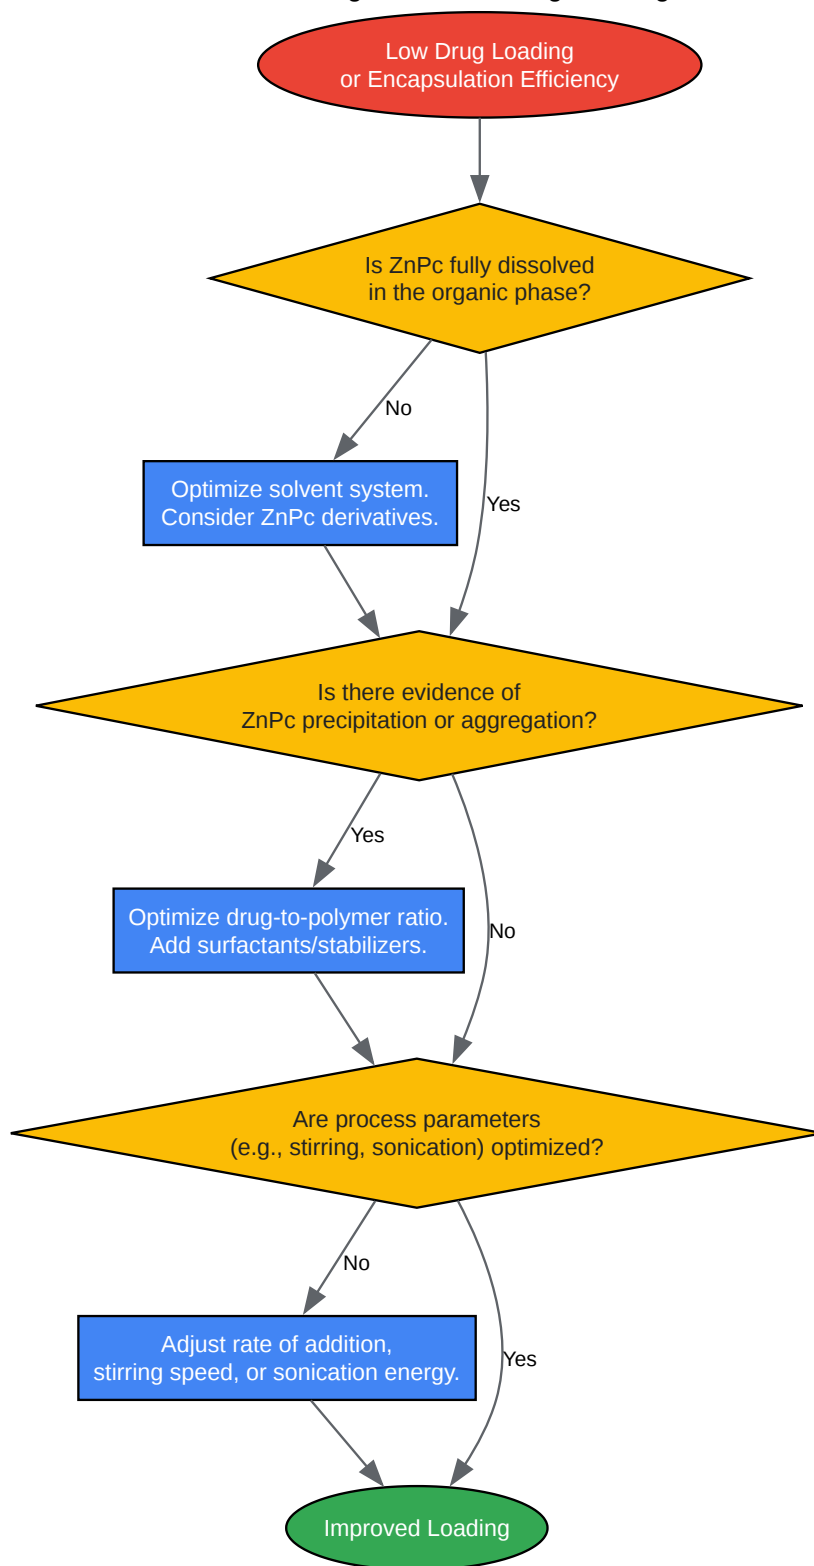 Low Drug Loading
or Encapsulation Efficiency
Is ZnPc fully dissolved
in the organic phase?
No
Optimize solvent system.
Consider ZnPc derivatives.
Yes
Is there evidence of
ZnPc precipitation or aggregation?
Yes
Optimize drug-to-polymer ratio.
Add surfactants/stabilizers.
No
Are process parameters
(e.g., stirring, sonication) optimized?
No
Adjust rate of addition,
stirring speed, or sonication energy.
Yes
Improved Loading